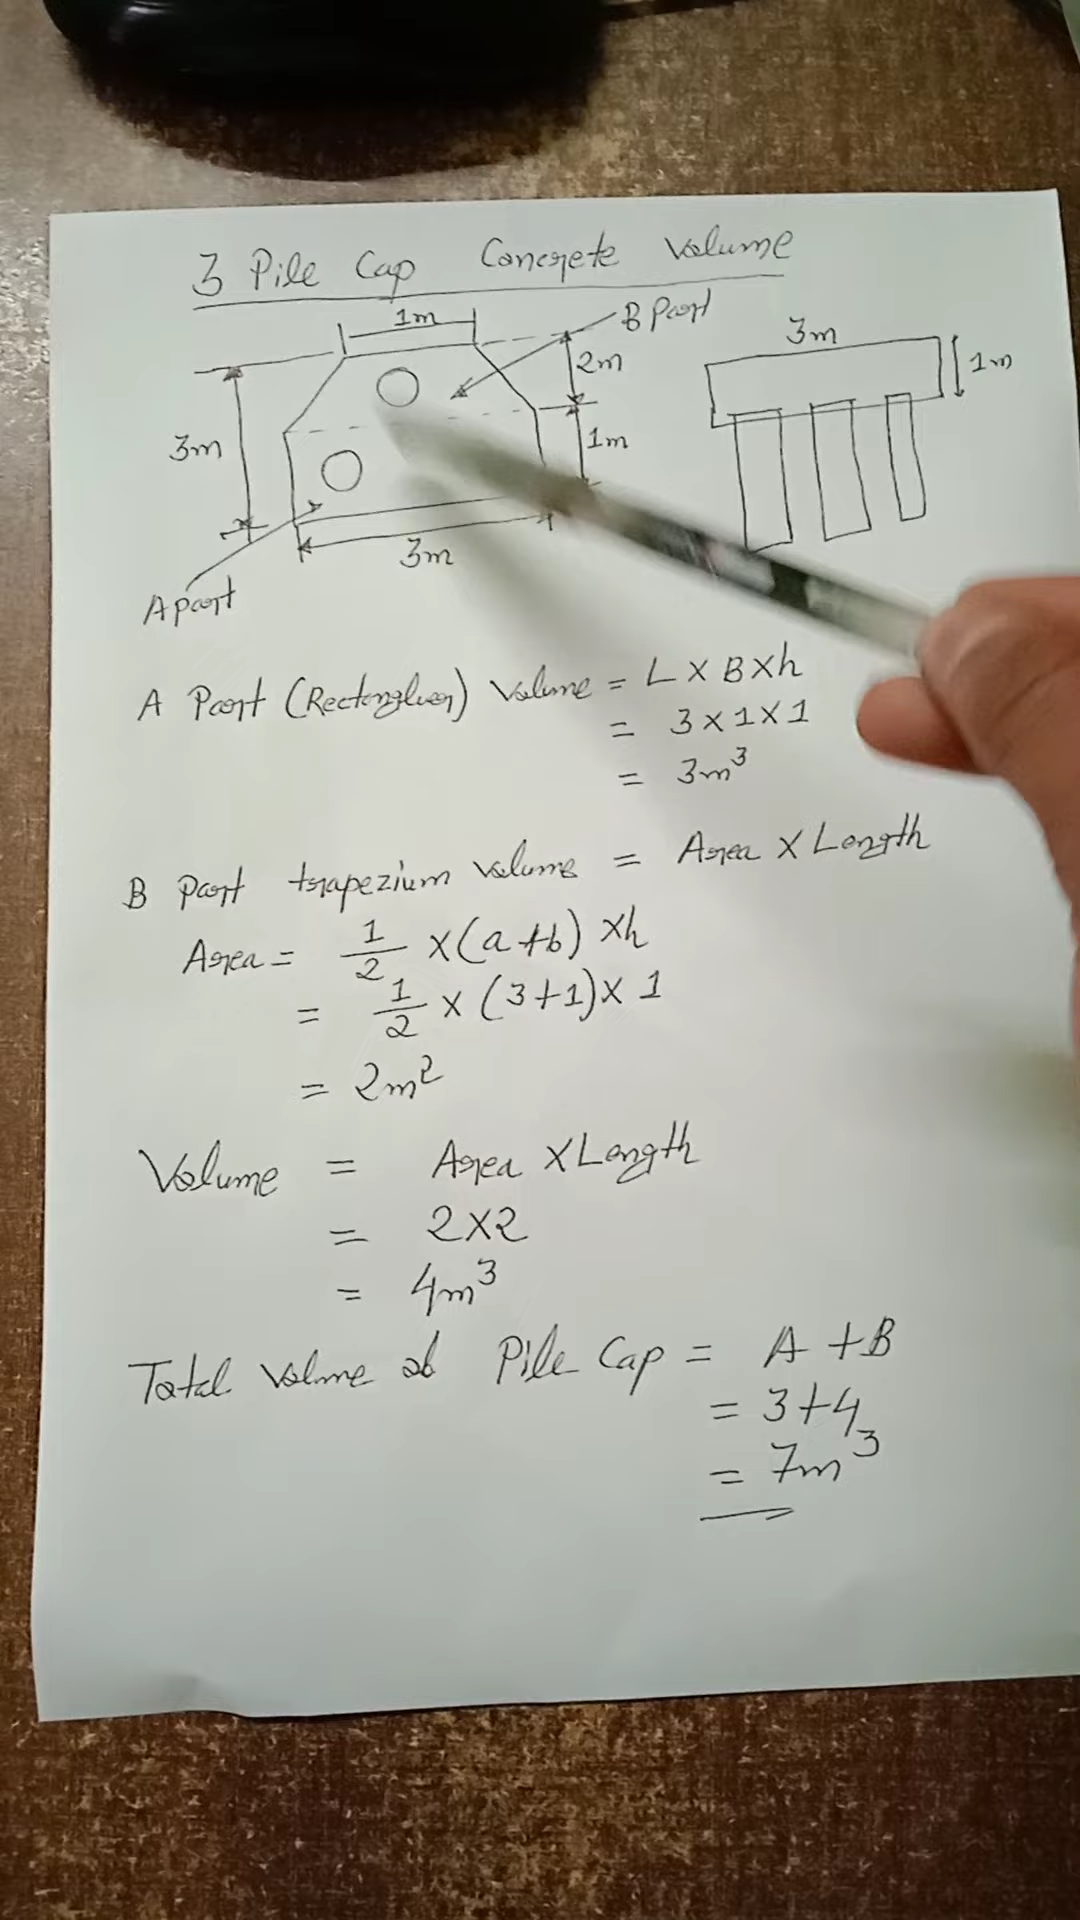 3 Pile Cap Concrete Volume
1m
B Part
3m
2m
1m
3m
1m
3m
A part
A Part (Rectangluer) Volume = L X B X h
= 3 X 1 X 1
= 3m³
B Part trapezium Volume = Area X Length
Area = 1/2 X (a+b) X h
= 1/2 X (3+1) X 1
= 2m²
Volume = Area X Length
= 2X2
= 4m³
Total Volme of Pile Cap = A + B
= 3+4
= 7m³